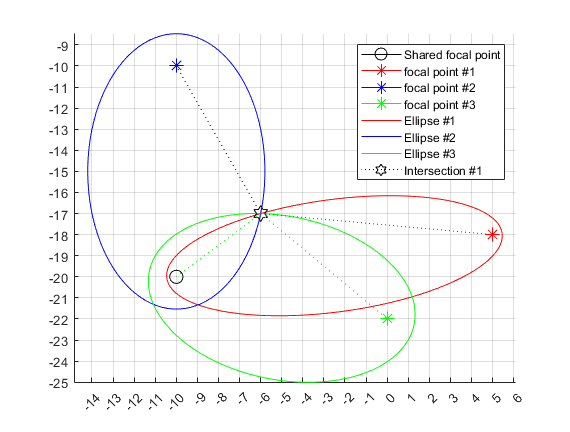 -9
-10
-11
-12
-13
-14
-15
-16
-17
-18
-19
-20
-21
-22
-23
-24
-25
-14 -13 -12 -11 -10 -9 -8 -7 -6 -5 -4 -3 -2 -1 0 1 2 3 4 5 6
Shared focal point
focal point #1
focal point #2
focal point #3
Ellipse #1
Ellipse #2
Ellipse #3
Intersection #1